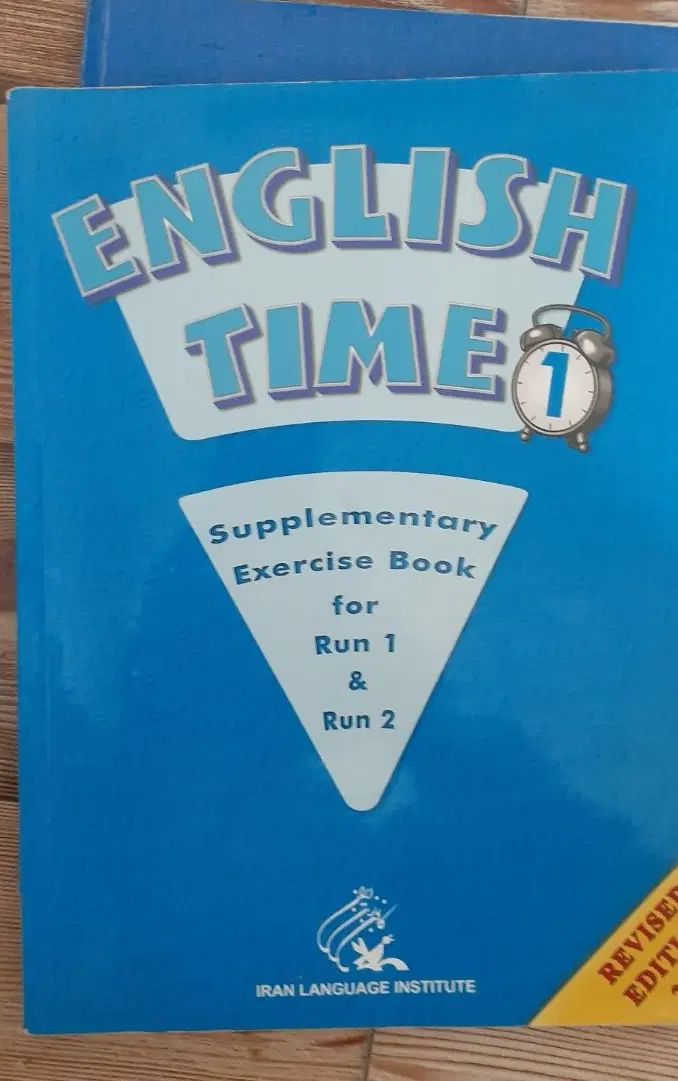 ENGLISH
TIME 1
Supplementary
Exercise Book
for
Run 1
&
Run 2
IRAN LANGUAGE INSTITUTE
REVISED